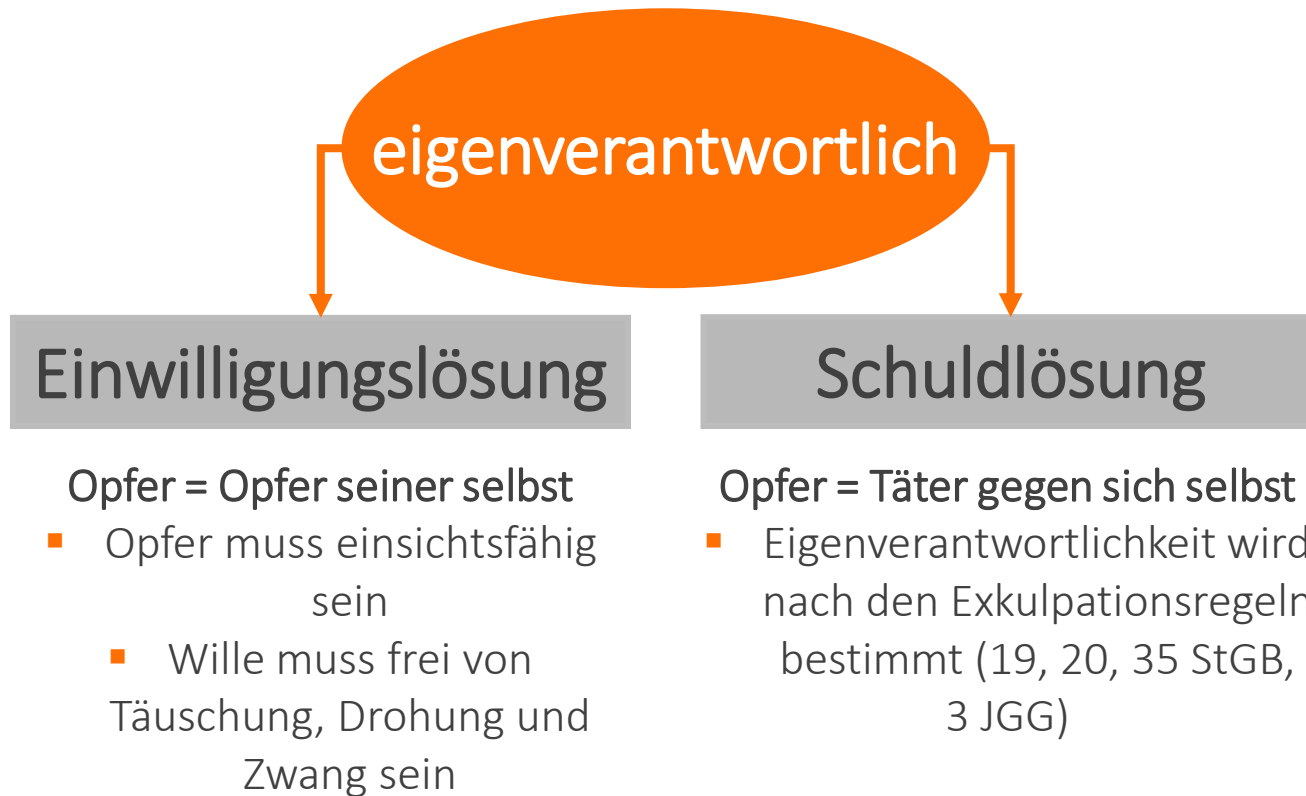 eigenverantwortlich
Einwilligungslösung
Opfer = Opfer seiner selbst
▪ Opfer muss einsichtsfähig
sein
▪ Wille muss frei von
Täuschung, Drohung und
Zwang sein
Schuldlösung
Opfer = Täter gegen sich selbst
▪ Eigenverantwortlichkeit wird
nach den Exkulpationsregeln
bestimmt (19, 20, 35 StGB,
3 JGG)